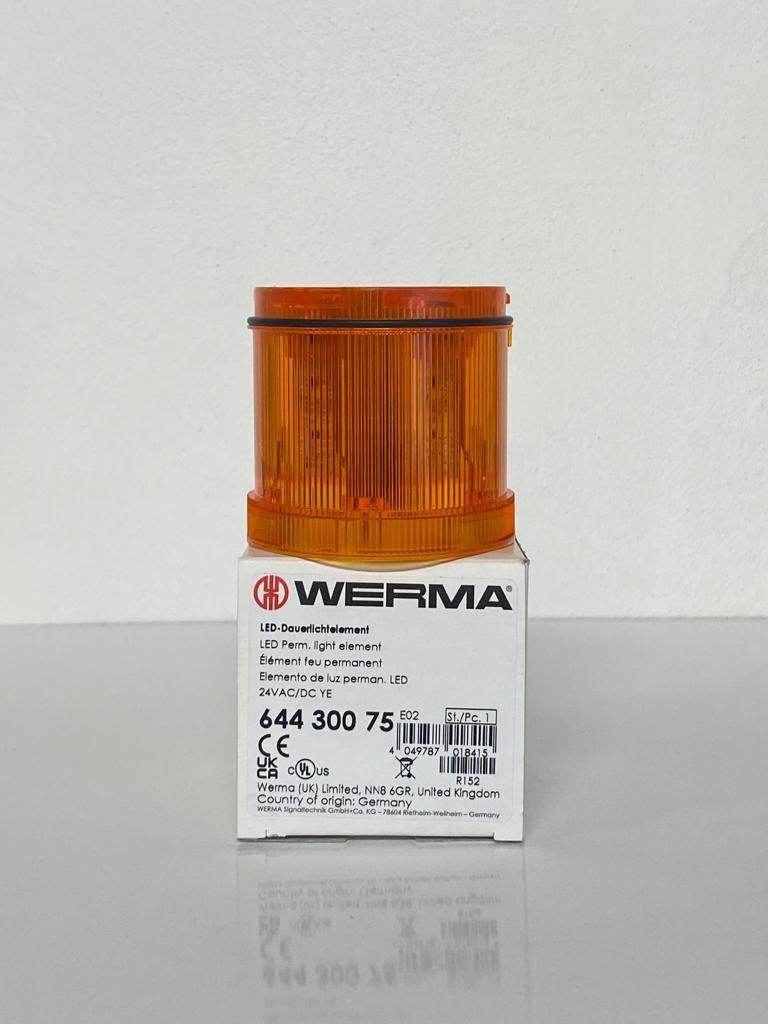 WERMA®
LED-Dauerlichtelement
LED Perm. light element
Élément feu permanent
Elemento de luz perman. LED
24VAC/DC YE
644 300 75 E02 St./Pc. 1
4 049787 018415
CE
UK CA c UL US
R152
Werma (UK) Limited, NN8 6GR, United Kingdom
Country of origin: Germany
WERMA Signaltechnik GmbH+Co. KG – 78604 Rietheim-Weilheim – Germany